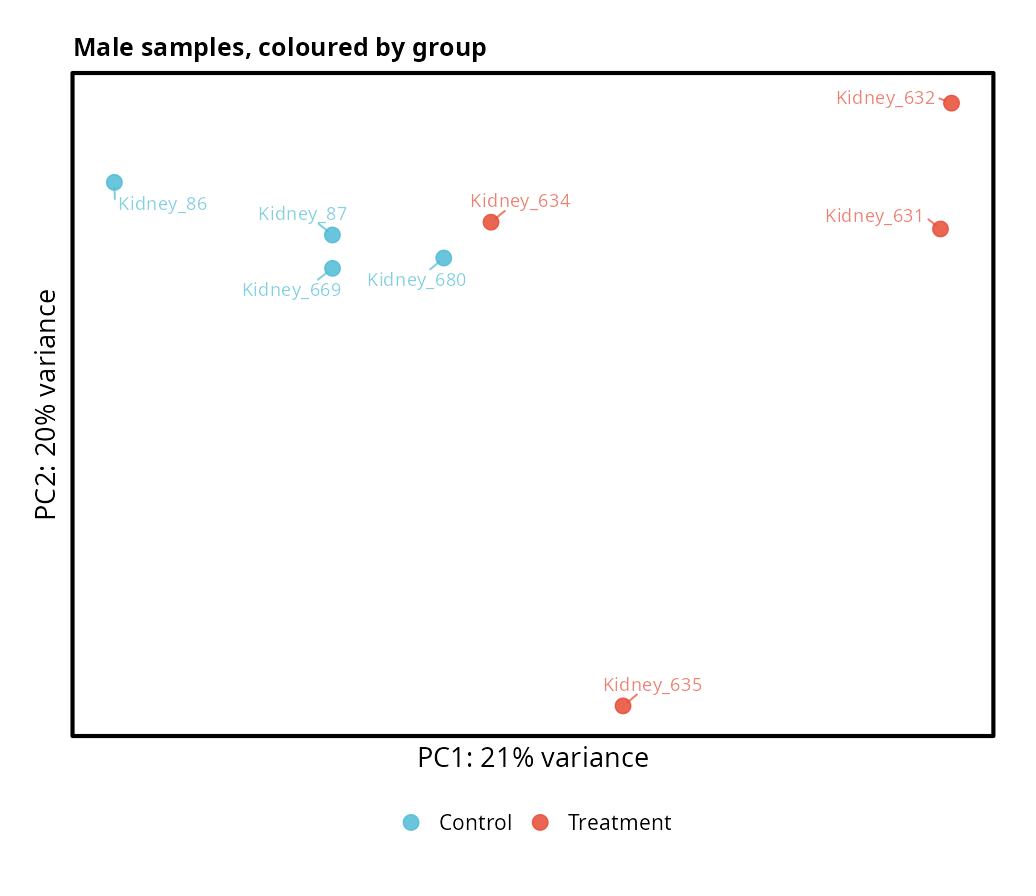 Male samples, coloured by group
Kidney_632
Kidney_86
Kidney_634
Kidney_87
Kidney_631
Kidney_680
Kidney_669
PC2: 20% variance
Kidney_635
PC1: 21% variance
Control
Treatment